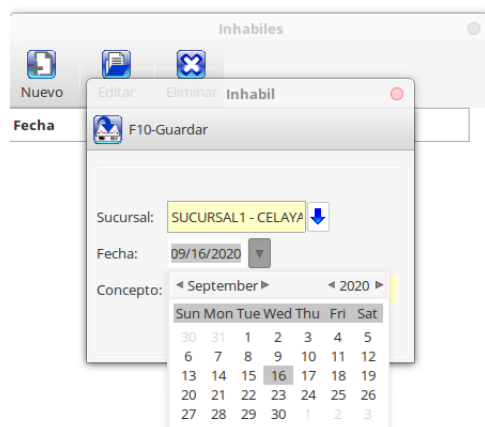 Inhabiles
Nuevo Editar Eliminar
Inhabil
Fecha
F10-Guardar
Sucursal: SUCURSAL1 - CELAYA
Fecha: 09/16/2020
Concepto:
September 2020
Sun Mon Tue Wed Thu Fri Sat
30 31 1 2 3 4 5
6 7 8 9 10 11 12
13 14 15 16 17 18 19
20 21 22 23 24 25 26
27 28 29 30 1 2 3